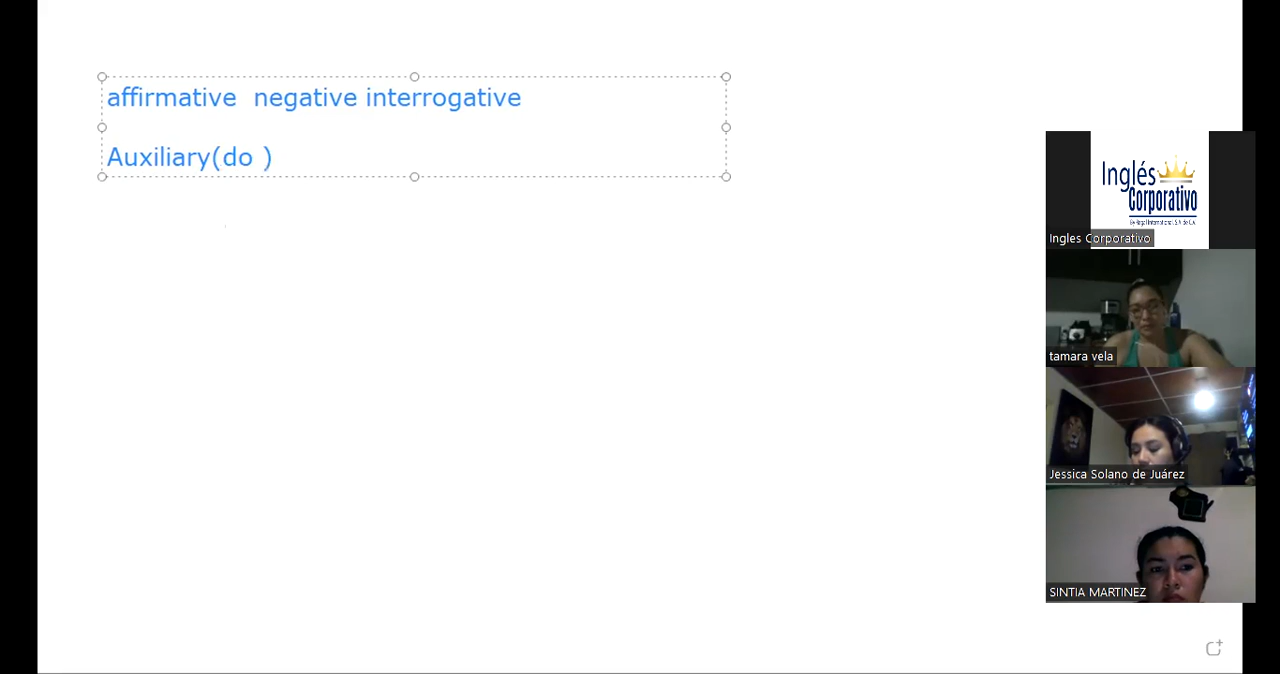 affirmative  negative interrogative
Auxiliary(do )
Inglés
Corporativo
Ingles Corporativo
tamara vela
Jessica Solano de Juárez
SINTIA MARTINEZ